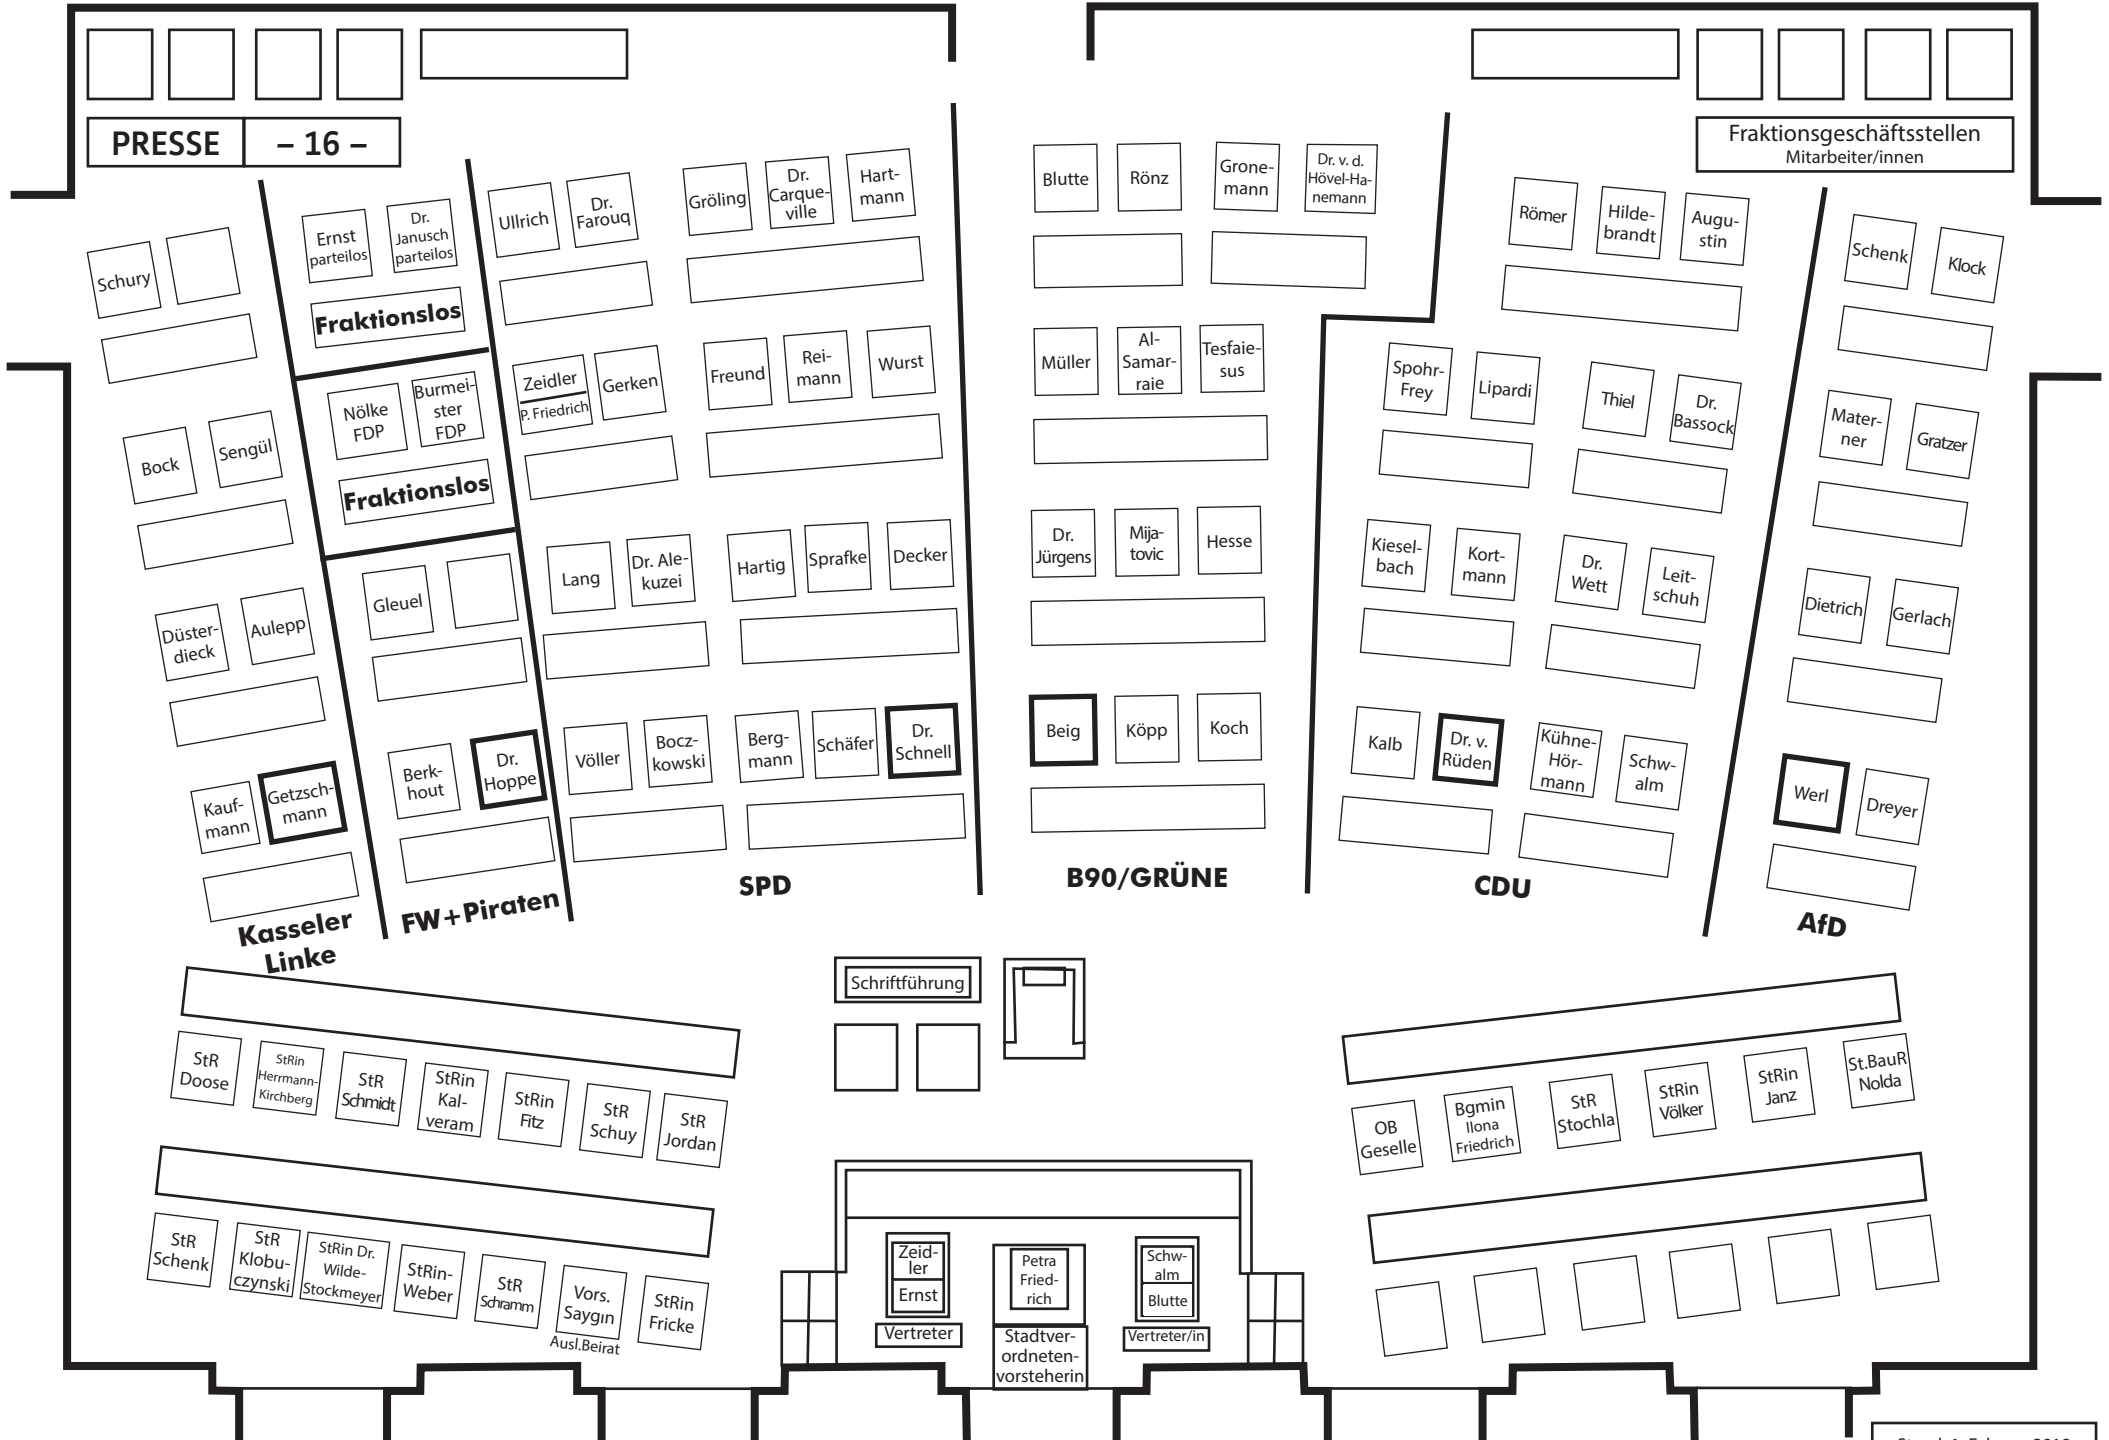 PRESSE
– 16 –
Fraktionsgeschäftsstellen
Mitarbeiter/innen
Schury
Bock
Sengül
Düster-
dieck
Aulepp
Kauf-
mann
Getzsch-
mann
Kasseler
Linke
Ernst
parteilos
Dr.
Janusch
parteilos
Fraktionslos
Nölke
FDP
Burmei-
ster
FDP
Fraktionslos
Gleuel
Berk-
hout
Dr.
Hoppe
FW+Piraten
Ullrich
Dr.
Farouq
Gröling
Dr.
Carque-
ville
Hart-
mann
Zeidler
P. Friedrich
Gerken
Freund
Rei-
mann
Wurst
Lang
Dr. Ale-
kuzei
Hartig
Sprafke
Decker
Völler
Bocz-
kowski
Berg-
mann
Schäfer
Dr.
Schnell
SPD
Blutte
Rönz
Grone-
mann
Dr. v. d.
Hövel-Ha-
nemann
Müller
Al-
Samar-
raie
Tesfaie-
sus
Dr.
Jürgens
Mija-
tovic
Hesse
Beig
Köpp
Koch
B90/GRÜNE
Römer
Hilde-
brandt
Augu-
stin
Spohr-
Frey
Lipardi
Thiel
Dr.
Bassock
Kiesel-
bach
Kort-
mann
Dr.
Wett
Leit-
schuh
Kalb
Dr. v.
Rüden
Kühne-
Hör-
mann
Schw-
alm
CDU
Schenk
Klock
Mater-
ner
Gratzer
Dietrich
Gerlach
Werl
Dreyer
AfD
Schriftführung
StR
Doose
StRin
Herrmann-
Kirchberg
StR
Schmidt
StRin
Kal-
veram
StRin
Fitz
StR
Schuy
StR
Jordan
StR
Schenk
StR
Klobu-
czynski
StRin Dr.
Wilde-
Stockmeyer
StRin-
Weber
StR
Schramm
Vors.
Saygın
Ausl.Beirat
StRin
Fricke
Zeid-
ler
Ernst
Vertreter
Petra
Fried-
rich
Stadtver-
ordneten-
vorsteherin
Schw-
alm
Blutte
Vertreter/in
OB
Geselle
Bgmin
Ilona
Friedrich
StR
Stochla
StRin
Völker
StRin
Janz
St.BauR
Nolda